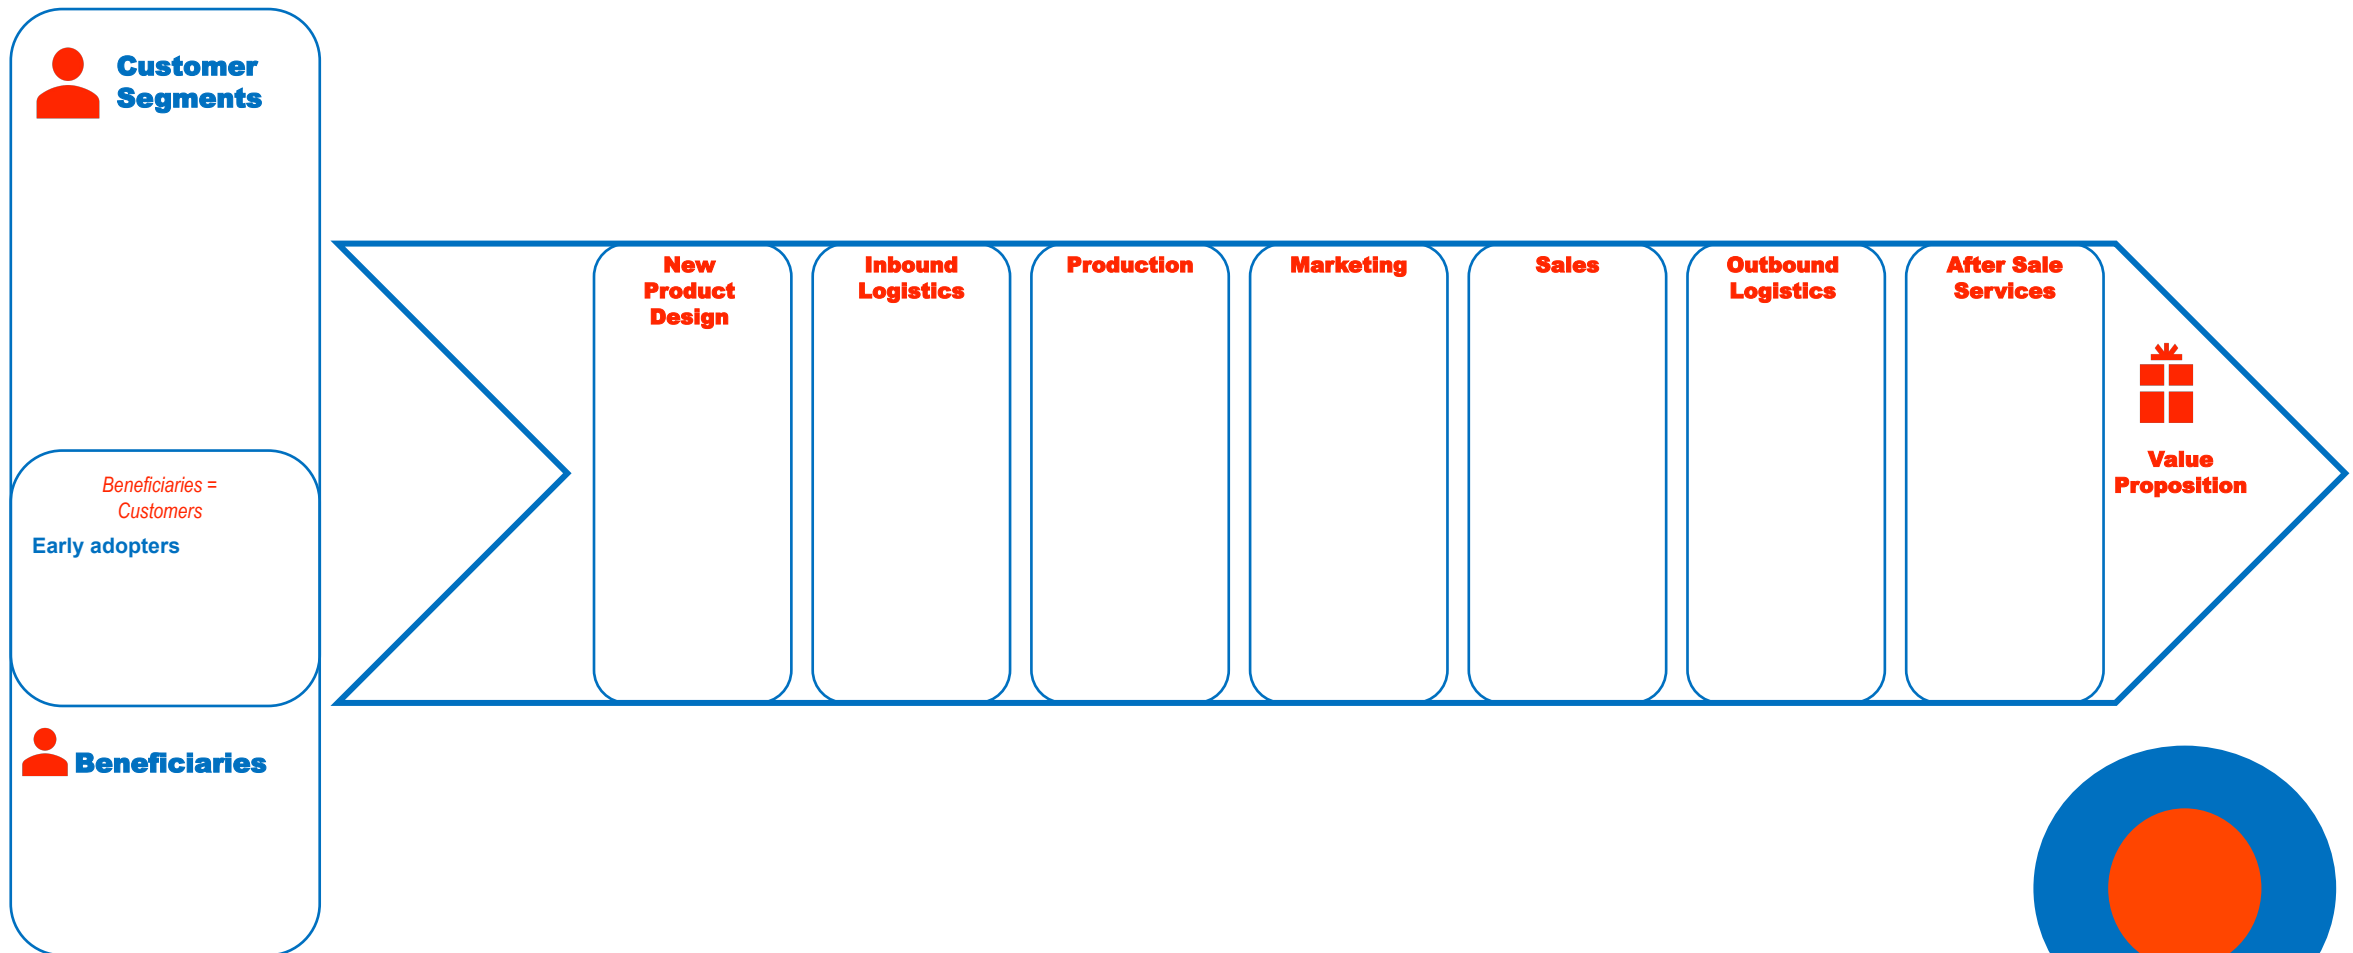 Customer
Segments
Beneficiaries =
Customers
Early adopters
Beneficiaries
New
Product
Design
Inbound
Logistics
Production
Marketing
Sales
Outbound
Logistics
After Sale
Services
Value
Proposition